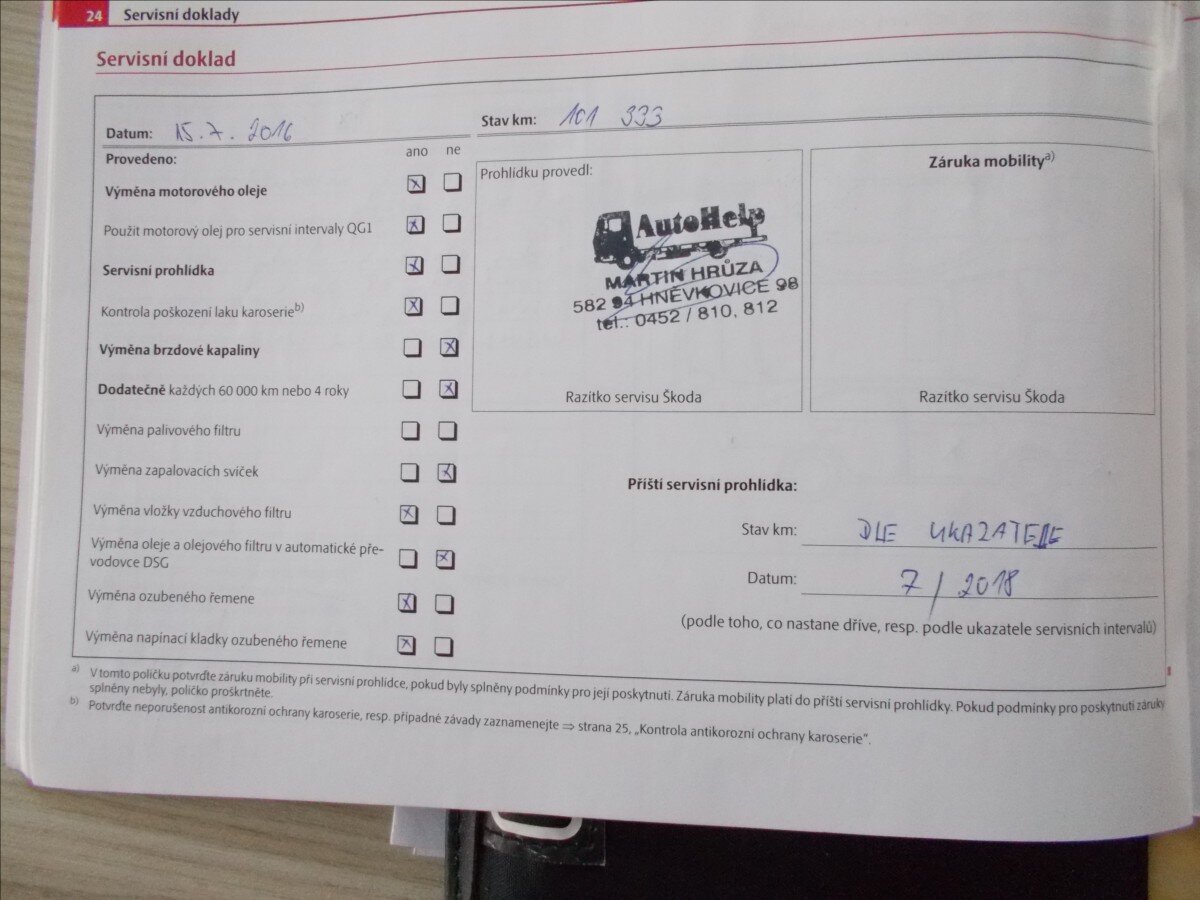 24 Servisní doklady
Servisní doklad
Datum: 15.7.2016
Stav km: 101 333
Provedeno: ano ne
Výměna motorového oleje
Použit motorový olej pro servisní intervaly QG1
Servisní prohlídka
Kontrola poškození laku karoserie b)
Výměna brzdové kapaliny
Dodatečně každých 60 000 km nebo 4 roky
Výměna palivového filtru
Výměna zapalovacích svíček
Výměna vložky vzduchového filtru
Výměna oleje a olejového filtru v automatické pře-
vodovce DSG
Výměna ozubeného řemene
Výměna napínací kladky ozubeného řemene
Prohlídku provedl:
AutoHelp
MARTIN HRŮZA
582 94 HNĚVKOVICE 98
tel.: 0452 / 810, 812
Razítko servisu Škoda
Záruka mobility a)
Razítko servisu Škoda
Příští servisní prohlídka:
Stav km: DLE UKAZATELE
Datum: 7/2018
(podle toho, co nastane dříve, resp. podle ukazatele servisních intervalů)
a) V tomto políčku potvrďte záruku mobility při servisní prohlídce, pokud byly splněny podmínky pro její poskytnutí. Záruka mobility platí do příští servisní prohlídky. Pokud podmínky pro poskytnutí záruky
splněny nebyly, políčko proškrtněte.
b) Potvrďte neporušenost antikorozní ochrany karoserie, resp. případné závady zaznamenejte ⇒ strana 25, „Kontrola antikorozní ochrany karoserie“.